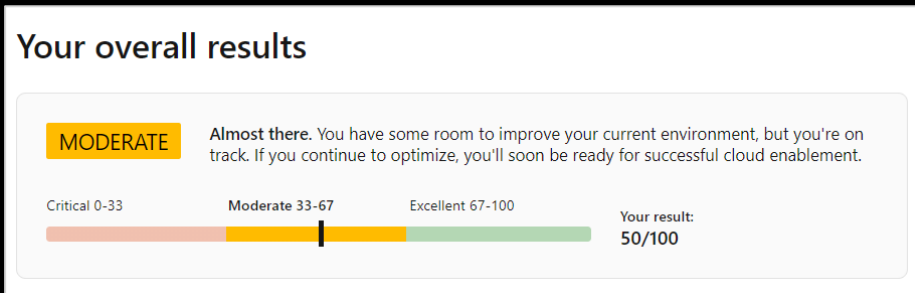 Your overall results
MODERATE
Almost there. You have some room to improve your current environment, but you're on
track. If you continue to optimize, you'll soon be ready for successful cloud enablement.
Critical 0-33
Moderate 33-67
Excellent 67-100
Your result:
50/100